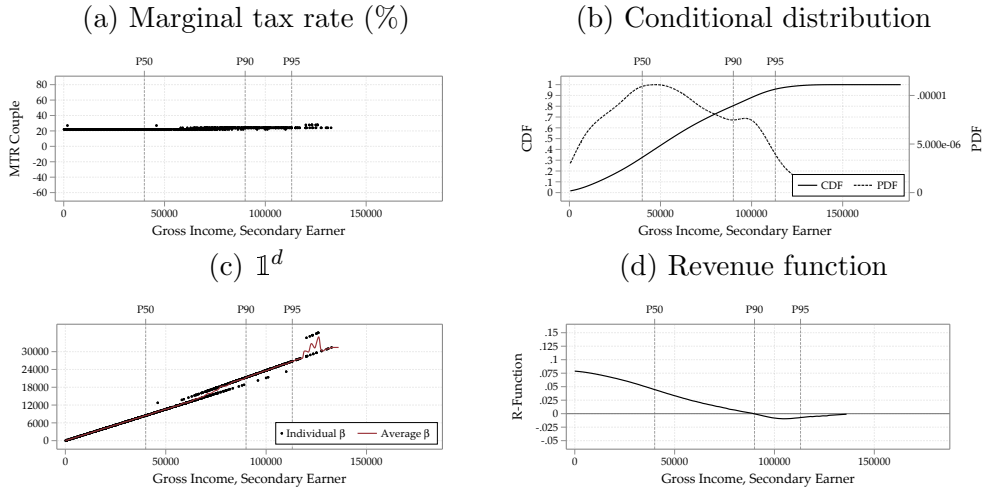 (a) Marginal tax rate (%)
P50 P90 P95
80
60
40
20
0
-20
-40
-60
MTR Couple
0 50000 100000 150000
Gross Income, Secondary Earner
(b) Conditional distribution
P50 P90 P95
1
.9
.8
.7
.6
.5
.4
.3
.2
.1
0
CDF
.00001
5.000e-06
0
PDF
CDF PDF
0 50000 100000 150000
Gross Income, Secondary Earner
(c) 𝟙ᵈ
P50 P90 P95
30000
24000
18000
12000
6000
0
Individual β Average β
0 50000 100000 150000
Gross Income, Secondary Earner
(d) Revenue function
P50 P90 P95
.15
.125
.1
.075
.05
.025
0
-.025
-.05
R-Function
0 50000 100000 150000
Gross Income, Secondary Earner